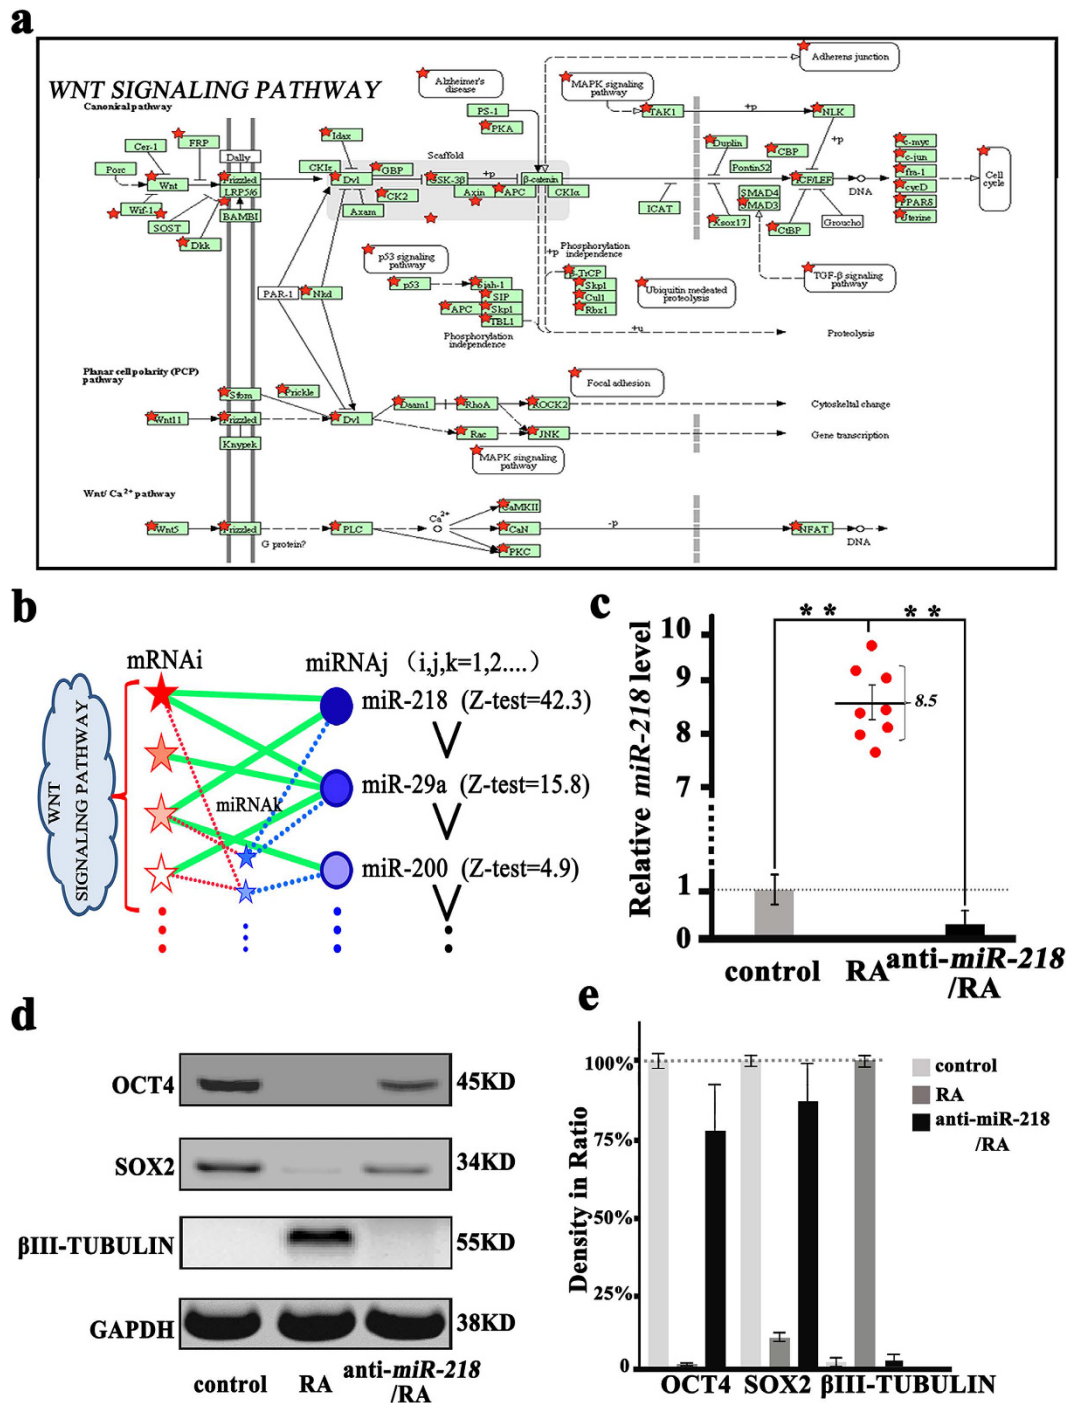 a
WNT SIGNALING PATHWAY
Canonical pathway
Alzheimer's
disease
MAPK signaling
pathway
Adherens junction
PS-1
PKA
TAK1
+p
NLK
Cer-1
FRP
Dally
Idax
Scaffold
+p
Duplin
CBP
c-myc
c-jun
fra-1
cycD
PPARδ
Uterine
Cell
cycle
Porc
Wnt
Frizzled
LRP5/6
CKIε
Dvl
GBP
GSK-3β
+p
β-catenin
Pontin52
TCF/LEF
DNA
CK2
Axin
APC
CKIα
SMAD4
SMAD3
Wif-1
SOST
BAMBI
Axam
ICAT
Ksox17
CtBP
Groucho
Dkk
p53 signaling
pathway
+p
Phosphorylation
independence
p53
Siah-1
SIP
β-TrCP
Skp1
Cul1
Rbx1
Ubiquitin mediated
proteolysis
TGF-β signaling
pathway
PAR-1
Nkd
APC
Skp1
TBL1
Phosphorylation
independence
+u
Proteolysis
Planar cell polarity (PCP)
pathway
Stbm
Prickle
Focal adhesion
Daam1
RhoA
ROCK2
Cytoskeltal change
Wnt11
Frizzled
Dvl
Rac
JNK
Gene transcription
Knypek
MAPK singnaling
pathway
Wnt/ Ca2+ pathway
CaMKII
Ca2+
Wnt5
Frizzled
PLC
CaN
-p
NFAT
G protein?
PKC
DNA
b
mRNAi
miRNAj (i,j,k=1,2....)
WNT
SIGNALING PATHWAY
miR-218 (Z-test=42.3)
miR-29a (Z-test=15.8)
miRNAk
miR-200 (Z-test=4.9)
c
Relative miR-218 level
10
9
8
7
1
0
* *
* *
8.5
control
RA
anti-miR-218
/RA
d
OCT4
45KD
SOX2
34KD
βIII-TUBULIN
55KD
GAPDH
38KD
control
RA
anti-miR-218
/RA
e
Density in Ratio
100%
75%
50%
25%
0
control
RA
anti-miR-218
/RA
OCT4
SOX2
βIII-TUBULIN